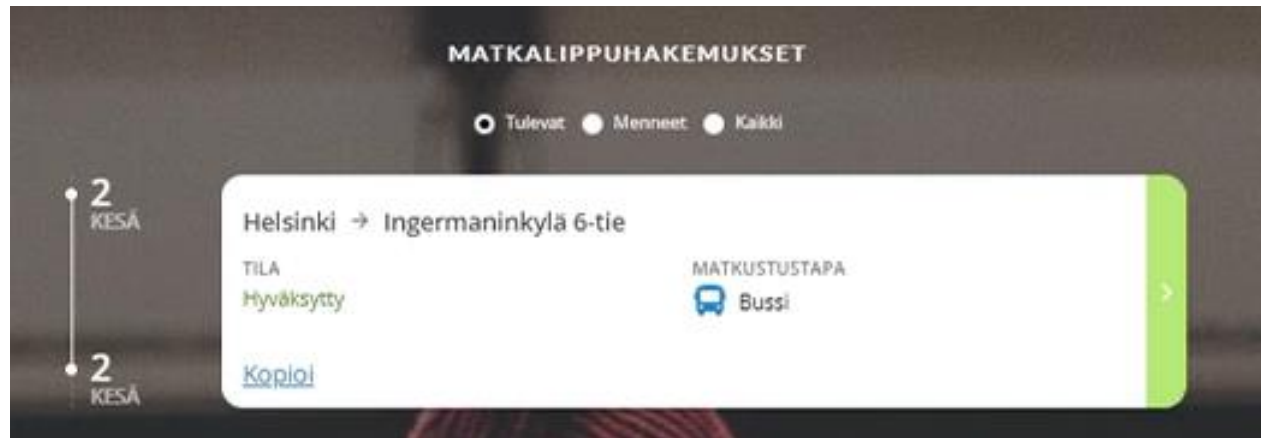 MATKALIPPUHAKEMUKSET
Tulevat Menneet Kaikki
2
KESÄ
Helsinki → Ingermaninkylä 6-tie
TILA
MATKUSTUSTAPA
Hyväksytty
Bussi
2
KESÄ
Kopioi